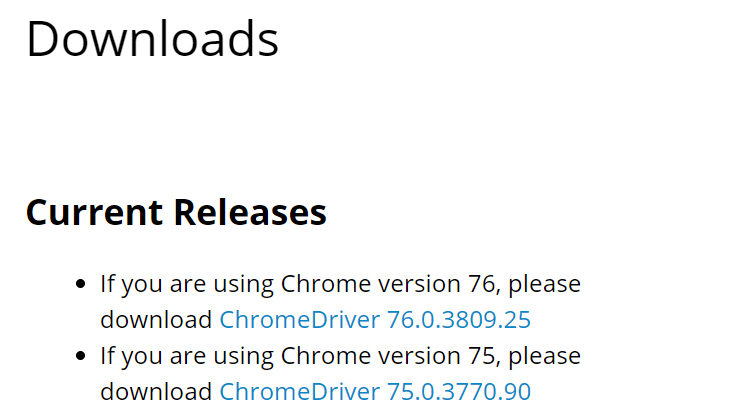 Downloads
Current Releases
• If you are using Chrome version 76, please
download ChromeDriver 76.0.3809.25
• If you are using Chrome version 75, please
download ChromeDriver 75.0.3770.90